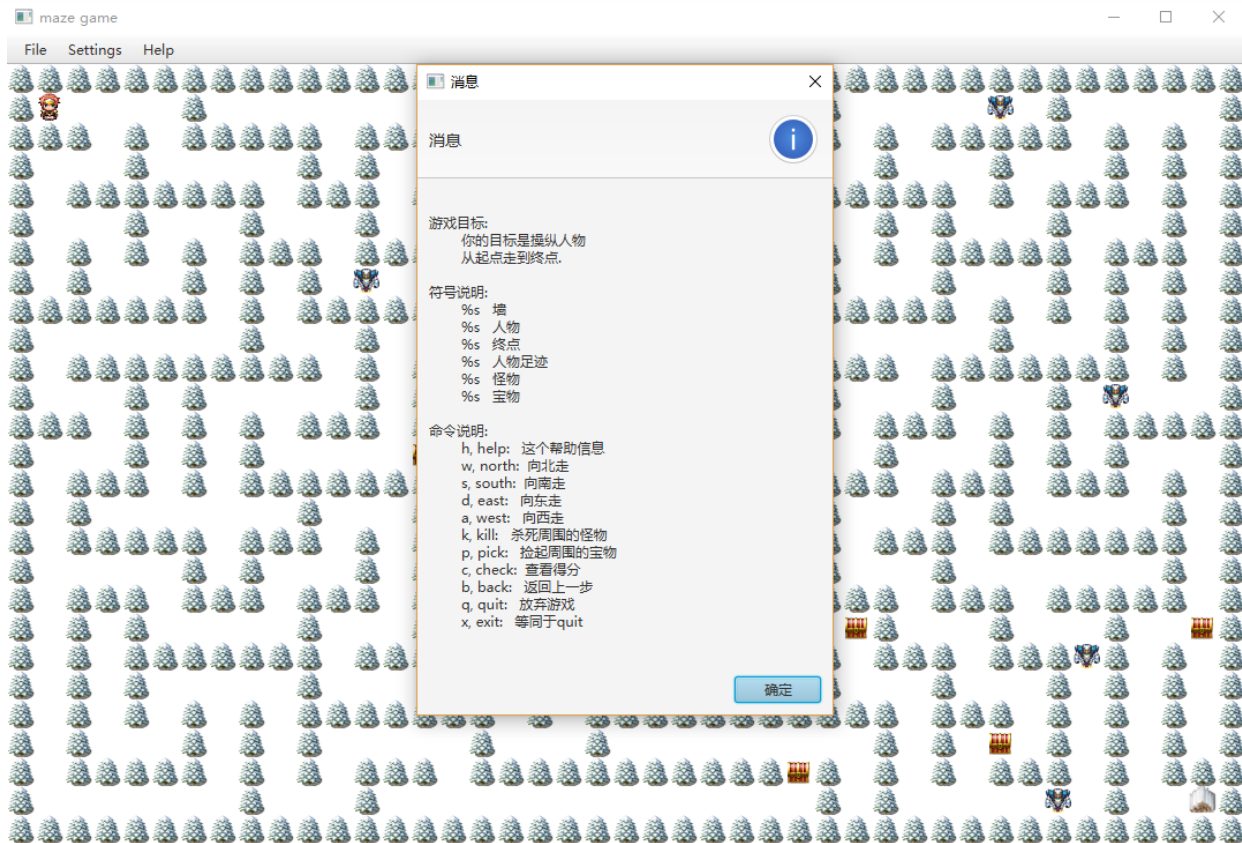 maze game
File Settings Help
消息
消息
游戏目标:
你的目标是操纵人物
从起点走到终点.
符号说明:
%s 墙
%s 人物
%s 终点
%s 人物足迹
%s 怪物
%s 宝物
命令说明:
h, help: 这个帮助信息
w, north: 向北走
s, south: 向南走
d, east: 向东走
a, west: 向西走
k, kill: 杀死周围的怪物
p, pick: 捡起周围的宝物
c, check: 查看得分
b, back: 返回上一步
q, quit: 放弃游戏
x, exit: 等同于quit
确定